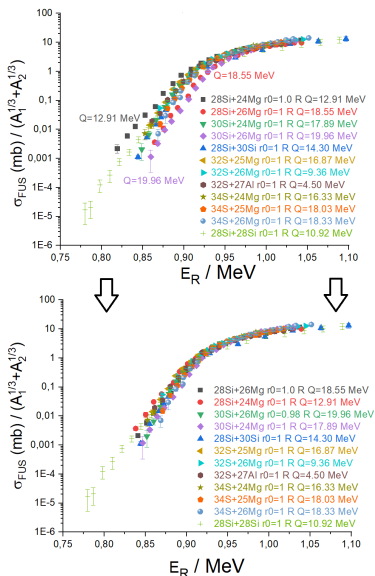 100
10
1
0,1
0,01
0,001
1E-4
1E-5
1E-6
σFUS (mb) / (A1^1/3+A2^1/3)
Q=18.55 MeV
Q=12.91 MeV
Q=19.96 MeV
28Si+24Mg r0=1.0 R Q=12.91 MeV
28Si+26Mg r0=1 R Q=18.55 MeV
30Si+24Mg r0=1 R Q=17.89 MeV
30Si+26Mg r0=1 R Q=19.96 MeV
28Si+30Si r0=1 R Q=14.30 MeV
32S+25Mg r0=1 R Q=16.87 MeV
32S+26Mg r0=1 R Q=9.36 MeV
32S+27Al r0=1 R Q=4.50 MeV
34S+24Mg r0=1 R Q=16.33 MeV
34S+25Mg r0=1 R Q=18.03 MeV
34S+26Mg r0=1 R Q=18.33 MeV
28Si+28Si r0=1 R Q=10.92 MeV
0,75 0,80 0,85 0,90 0,95 1,00 1,05 1,10
ER / MeV
100
10
1
0,1
0,01
0,001
1E-4
1E-5
1E-6
σFUS (mb) / (A1^1/3+A2^1/3)
28Si+26Mg r0=1.0 R Q=18.55 MeV
28Si+24Mg r0=1 R Q=12.91 MeV
30Si+26Mg r0=0.98 R Q=19.96 MeV
30Si+24Mg r0=1 R Q=17.89 MeV
28Si+30Si r0=1 R Q=14.30 MeV
32S+25Mg r0=1 R Q=16.87 MeV
32S+26Mg r0=1 R Q=9.36 MeV
32S+27Al r0=1 R Q=4.50 MeV
34S+24Mg r0=1 R Q=16.33 MeV
34S+25Mg r0=1 R Q=18.03 MeV
34S+26Mg r0=1 R Q=18.33 MeV
28Si+28Si r0=1 R Q=10.92 MeV
0,75 0,80 0,85 0,90 0,95 1,00 1,05 1,10
ER / MeV